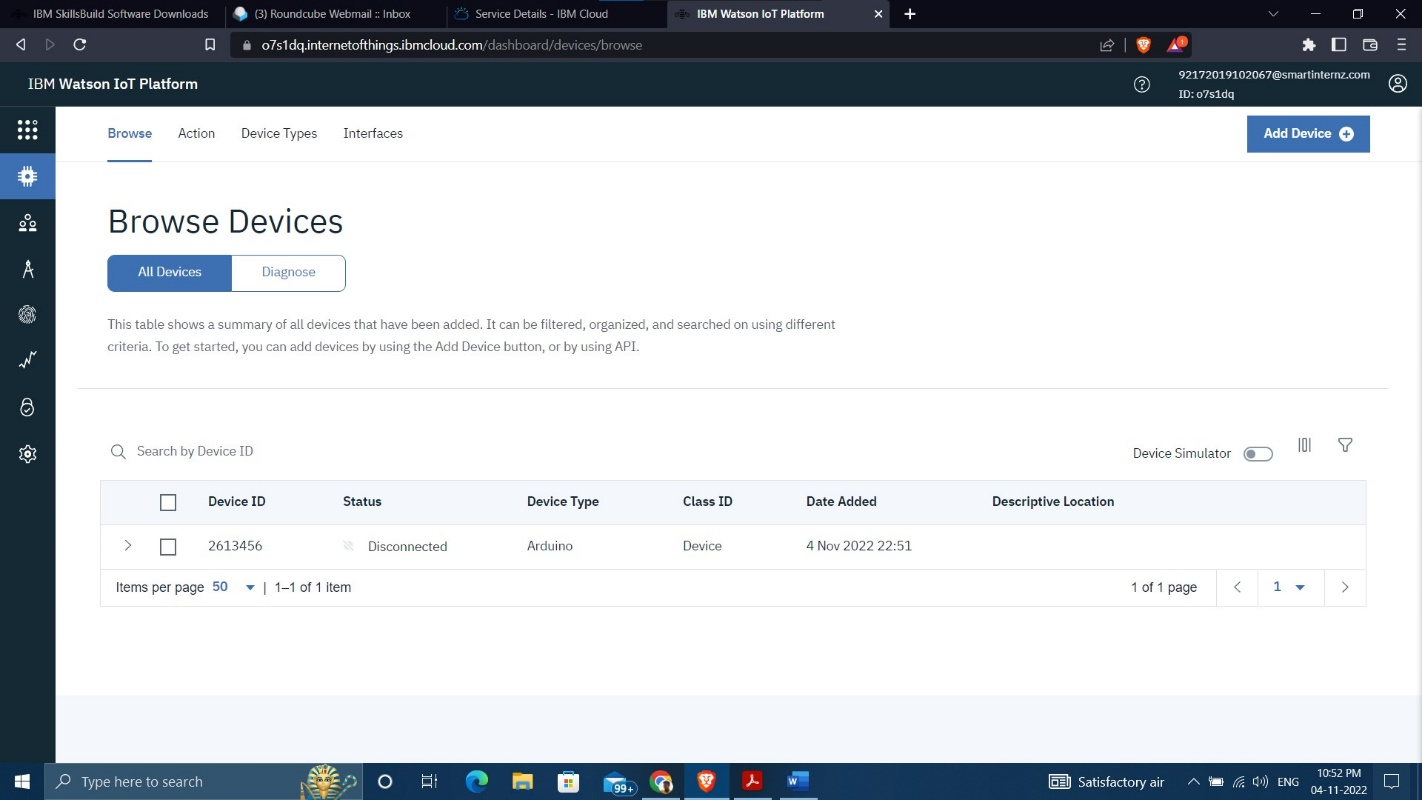 IBM SkillsBuild Software Downloads
(3) Roundcube Webmail :: Inbox
Service Details - IBM Cloud
IBM Watson IoT Platform
o7s1dq.internetofthings.ibmcloud.com/dashboard/devices/browse
1
IBM Watson IoT Platform
92172019102067@smartinternz.com
ID: o7s1dq
Browse Action Device Types Interfaces
Add Device
Browse Devices
All Devices Diagnose
This table shows a summary of all devices that have been added. It can be filtered, organized, and searched on using different
criteria. To get started, you can add devices by using the Add Device button, or by using API.
Search by Device ID
Device Simulator
Device ID Status Device Type Class ID Date Added Descriptive Location
2613456 Disconnected Arduino Device 4 Nov 2022 22:51
Items per page 50 | 1–1 of 1 item
1 of 1 page
1
Type here to search
99+
Satisfactory air
ENG
10:52 PM
04-11-2022